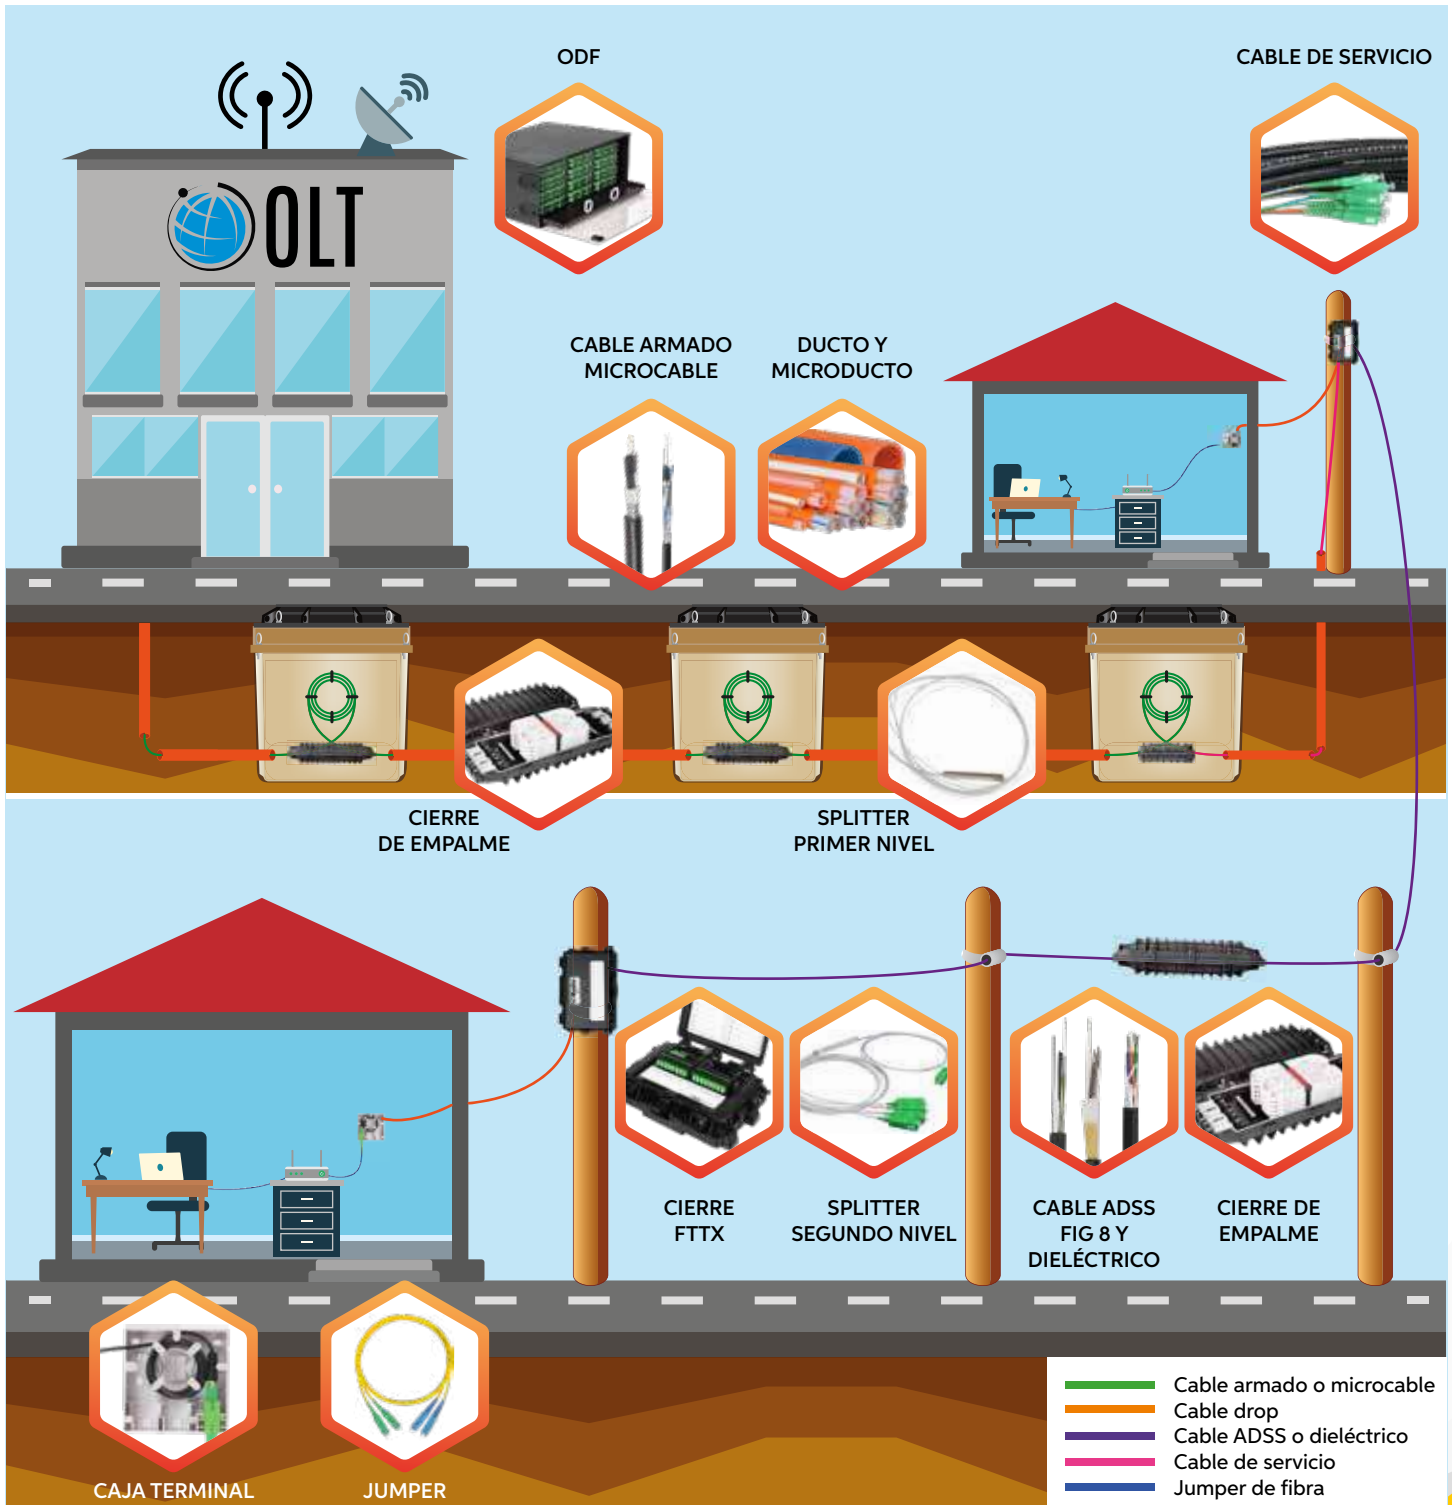 ODF
CABLE DE SERVICIO
OLT
CABLE ARMADO
MICROCABLE
DUCTO Y
MICRODUCTO
CIERRE
DE EMPALME
SPLITTER
PRIMER NIVEL
CIERRE
FTTX
SPLITTER
SEGUNDO NIVEL
CABLE ADSS
FIG 8 Y
DIELÉCTRICO
CIERRE DE
EMPALME
CAJA TERMINAL
JUMPER
Cable armado o microcable
Cable drop
Cable ADSS o dieléctrico
Cable de servicio
Jumper de fibra